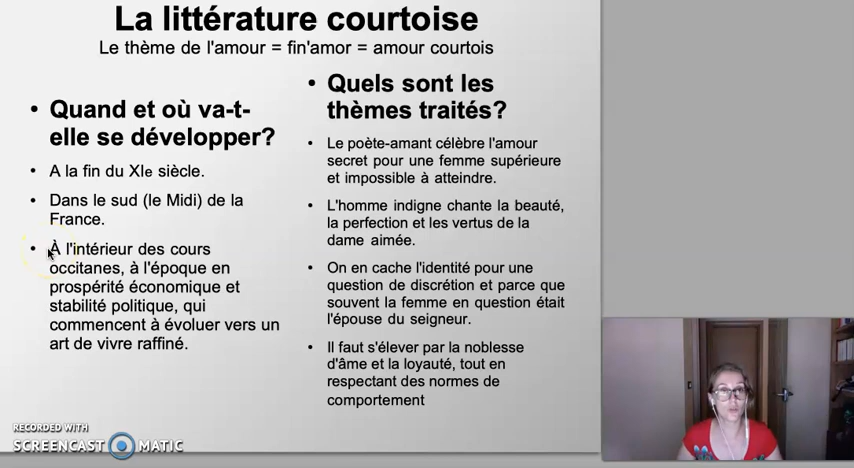 La littérature courtoise
Le thème de l'amour = fin'amor = amour courtois
• Quand et où va-t-
elle se développer?
• A la fin du XIe siècle.
• Dans le sud (le Midi) de la
France.
• À l'intérieur des cours
occitanes, à l'époque en
prospérité économique et
stabilité politique, qui
commencent à évoluer vers un
art de vivre raffiné.
• Quels sont les
thèmes traités?
• Le poète-amant célèbre l'amour
secret pour une femme supérieure
et impossible à atteindre.
• L'homme indigne chante la beauté,
la perfection et les vertus de la
dame aimée.
• On en cache l'identité pour une
question de discrétion et parce que
souvent la femme en question était
l'épouse du seigneur.
• Il faut s'élever par la noblesse
d'âme et la loyauté, tout en
respectant des normes de
comportement
RECORDED WITH
SCREENCAST MATIC